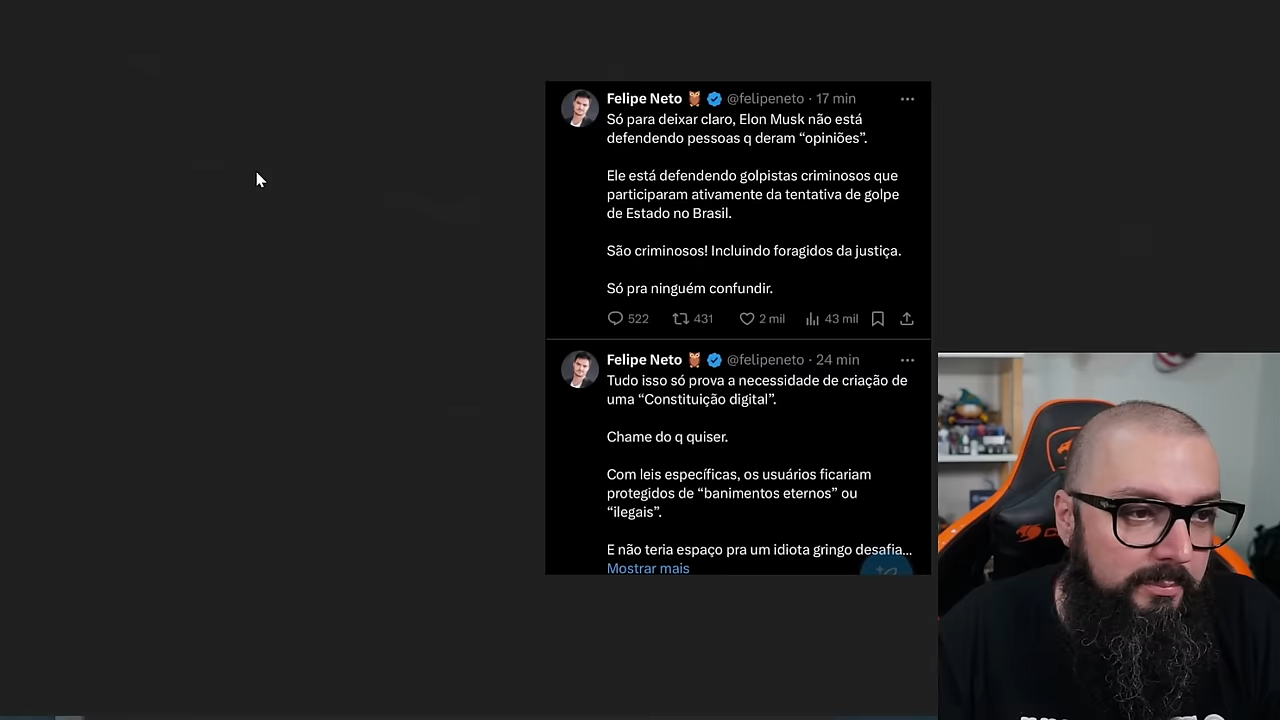 Felipe Neto @felipeneto · 17 min
Só para deixar claro, Elon Musk não está
defendendo pessoas q deram “opiniões”.
Ele está defendendo golpistas criminosos que
participaram ativamente da tentativa de golpe
de Estado no Brasil.
São criminosos! Incluindo foragidos da justiça.
Só pra ninguém confundir.
522 431 2 mil 43 mil
Felipe Neto @felipeneto · 24 min
Tudo isso só prova a necessidade de criação de
uma “Constituição digital”.
Chame do q quiser.
Com leis específicas, os usuários ficariam
protegidos de “banimentos eternos” ou
“ilegais”.
E não teria espaço pra um idiota gringo desafia...
Mostrar mais